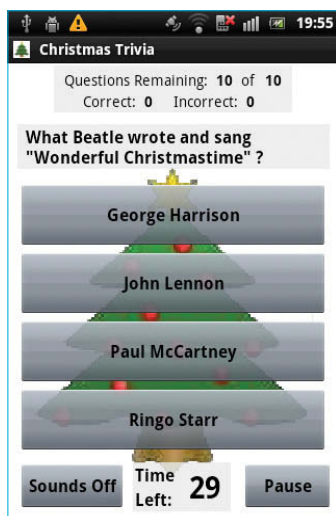 19:55
Christmas Trivia
Questions Remaining: 10 of 10
Correct: 0 Incorrect: 0
What Beatle wrote and sang
"Wonderful Christmastime" ?
George Harrison
John Lennon
Paul McCartney
Ringo Starr
Sounds Off
Time
Left:
29
Pause